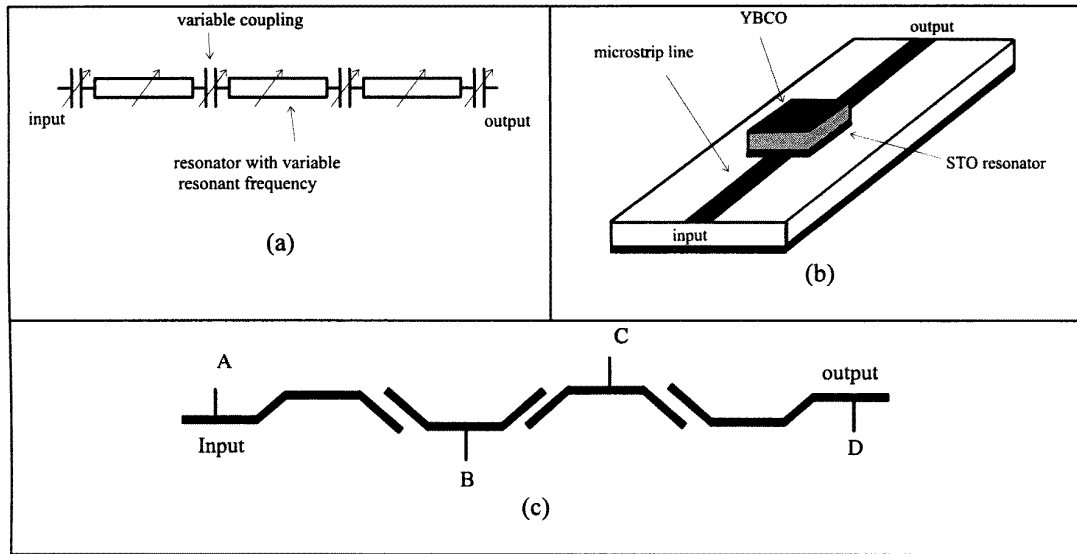 variable coupling
input
output
resonator with variable
resonant frequency
(a)
YBCO
output
microstrip line
STO resonator
input
(b)
A
C
output
Input
B
D
(c)